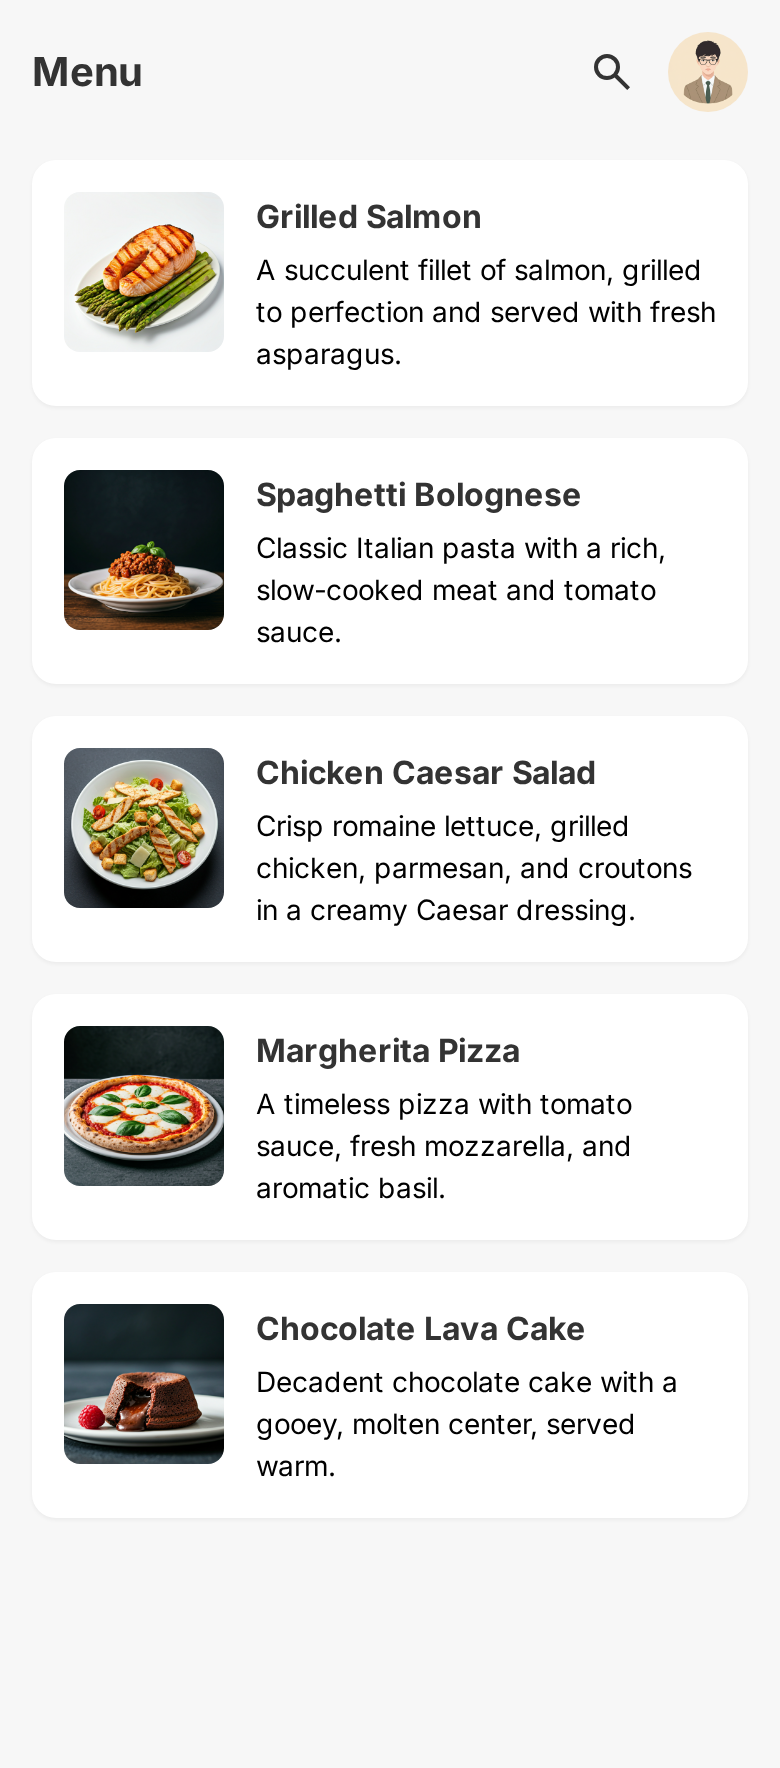 Menu
Grilled Salmon
A succulent fillet of salmon, grilled
to perfection and served with fresh
asparagus.
Spaghetti Bolognese
Classic Italian pasta with a rich,
slow-cooked meat and tomato
sauce.
Chicken Caesar Salad
Crisp romaine lettuce, grilled
chicken, parmesan, and croutons
in a creamy Caesar dressing.
Margherita Pizza
A timeless pizza with tomato
sauce, fresh mozzarella, and
aromatic basil.
Chocolate Lava Cake
Decadent chocolate cake with a
gooey, molten center, served
warm.